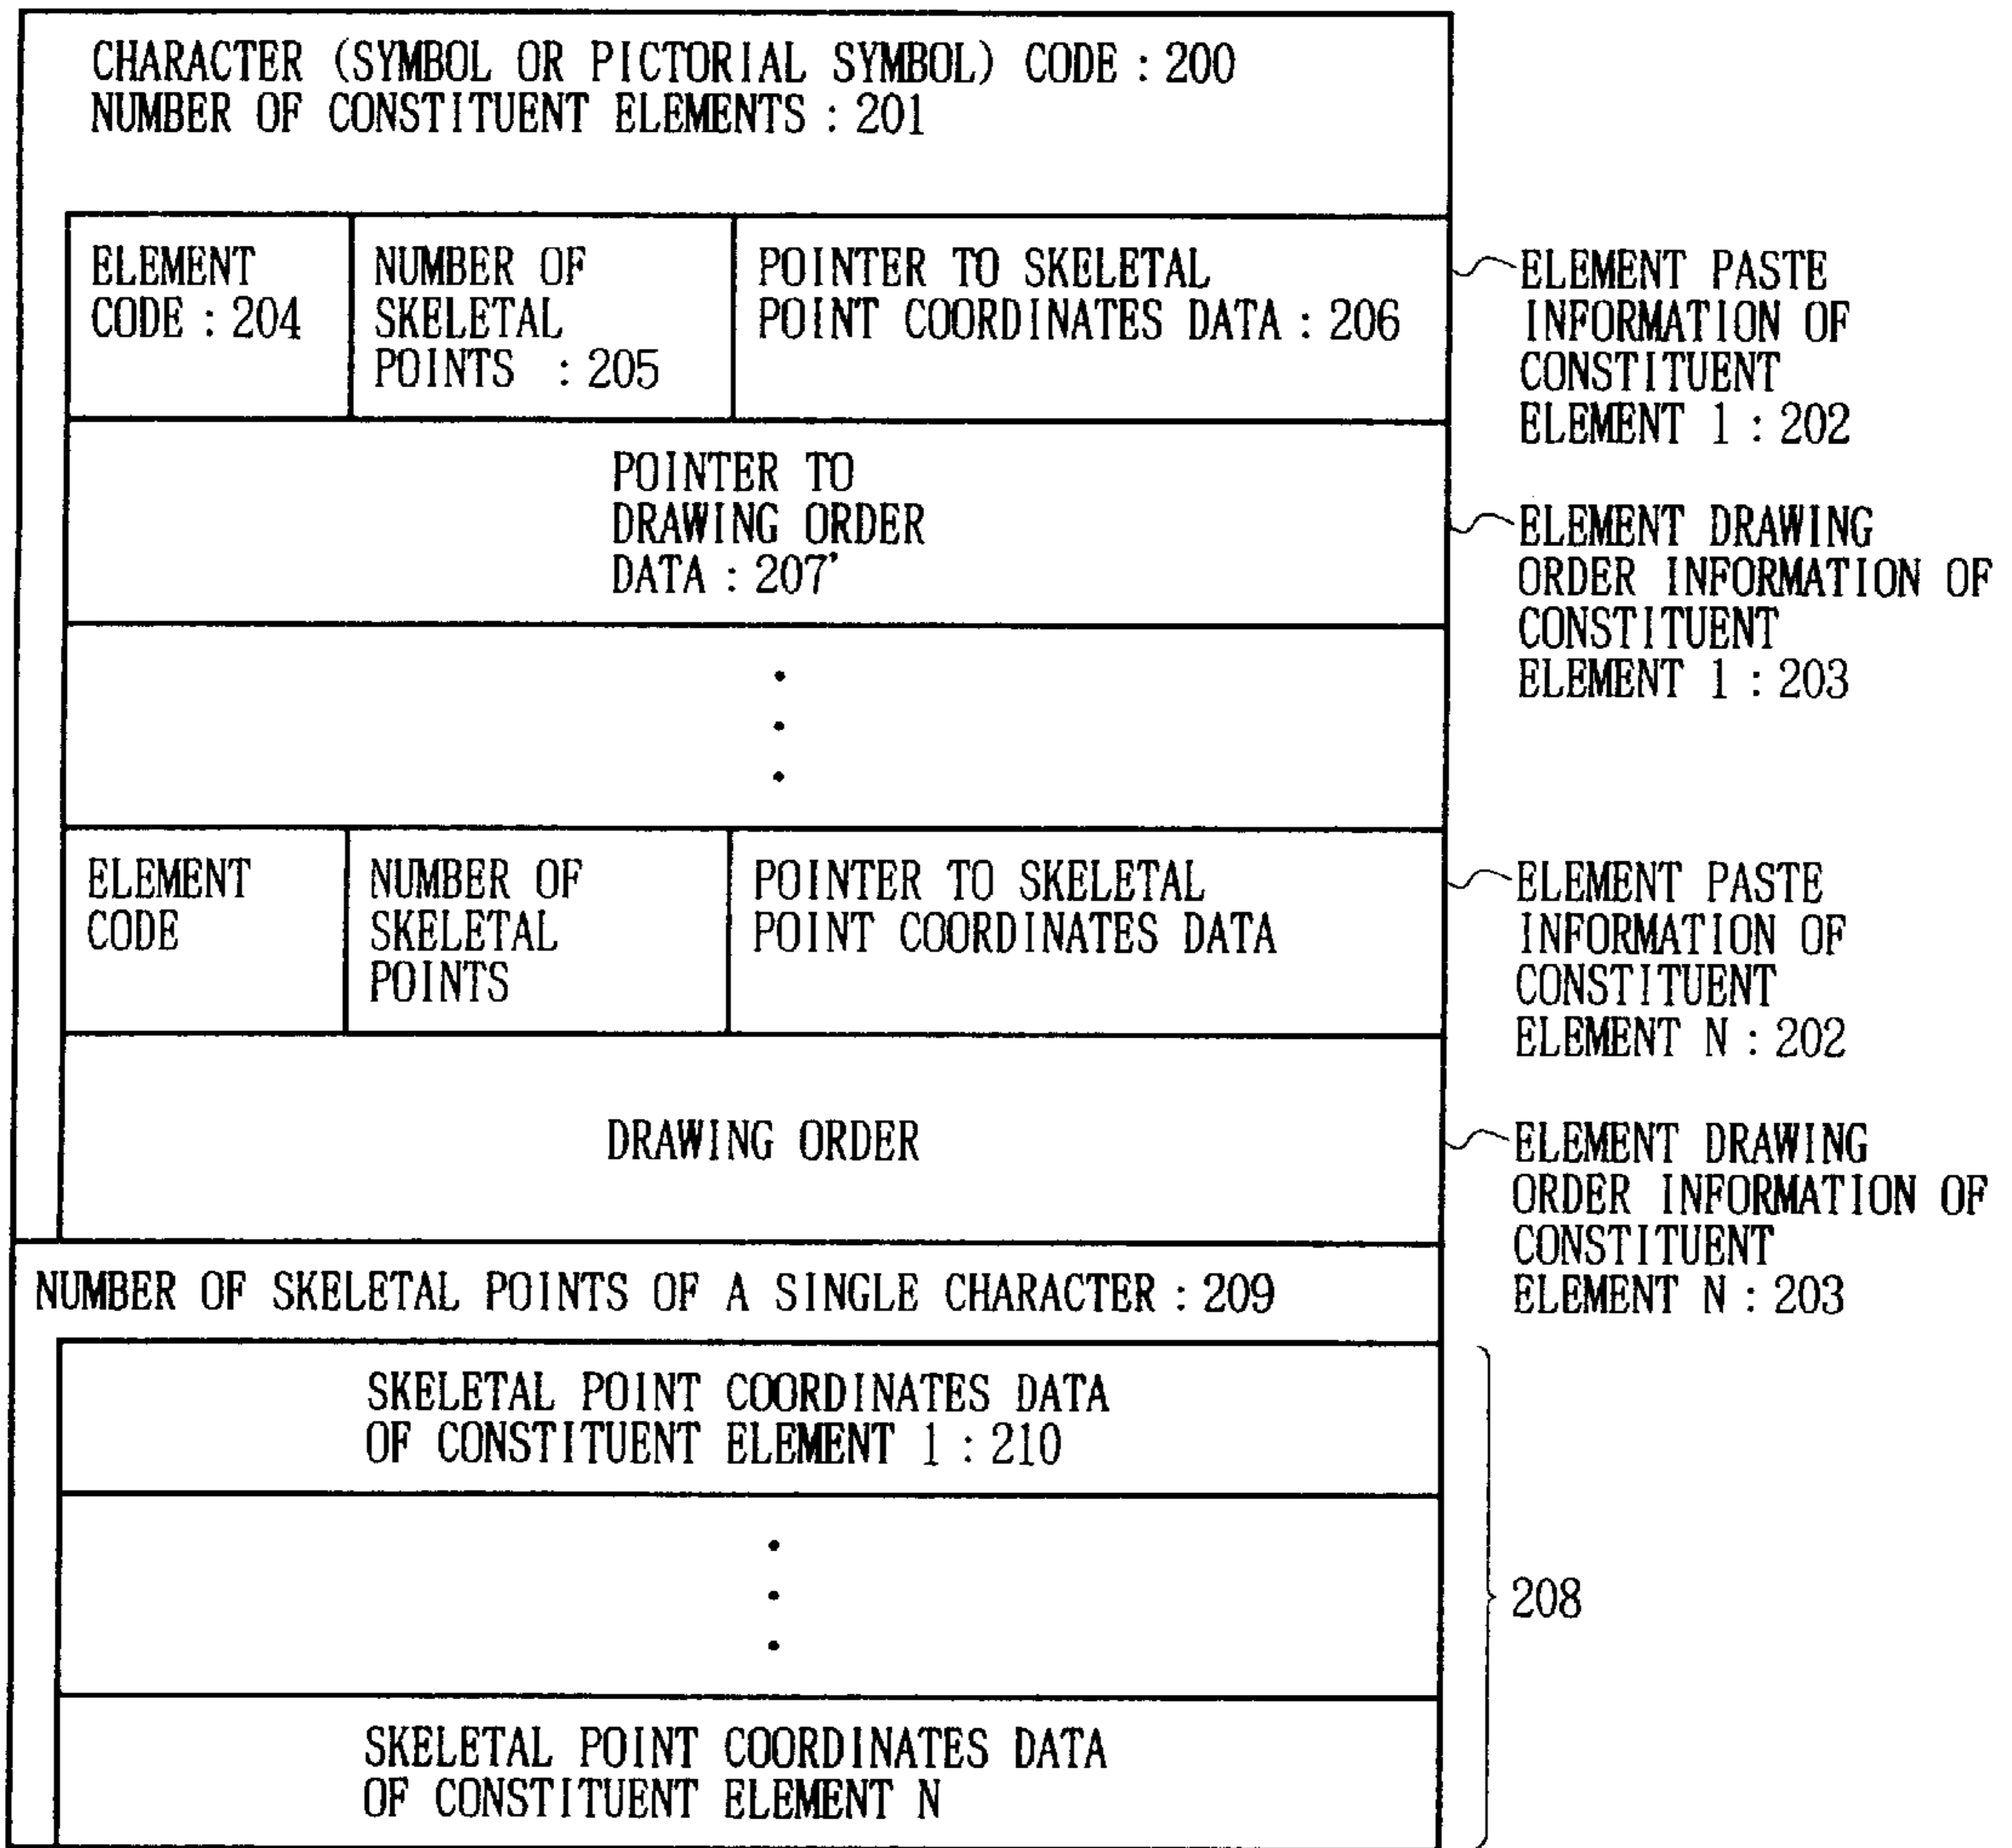 CHARACTER (SYMBOL OR PICTORIAL SYMBOL) CODE : 200
NUMBER OF CONSTITUENT ELEMENTS : 201
ELEMENT
CODE : 204
NUMBER OF
SKELETAL
POINTS : 205
POINTER TO SKELETAL
POINT COORDINATES DATA : 206
ELEMENT PASTE
INFORMATION OF
CONSTITUENT
ELEMENT 1 : 202
POINTER TO
DRAWING ORDER
DATA : 207'
ELEMENT DRAWING
ORDER INFORMATION OF
CONSTITUENT
ELEMENT 1 : 203
ELEMENT
CODE
NUMBER OF
SKELETAL
POINTS
POINTER TO SKELETAL
POINT COORDINATES DATA
ELEMENT PASTE
INFORMATION OF
CONSTITUENT
ELEMENT N : 202
DRAWING ORDER
ELEMENT DRAWING
ORDER INFORMATION OF
CONSTITUENT
ELEMENT N : 203
NUMBER OF SKELETAL POINTS OF A SINGLE CHARACTER : 209
SKELETAL POINT COORDINATES DATA
OF CONSTITUENT ELEMENT 1 : 210
208
SKELETAL POINT COORDINATES DATA
OF CONSTITUENT ELEMENT N